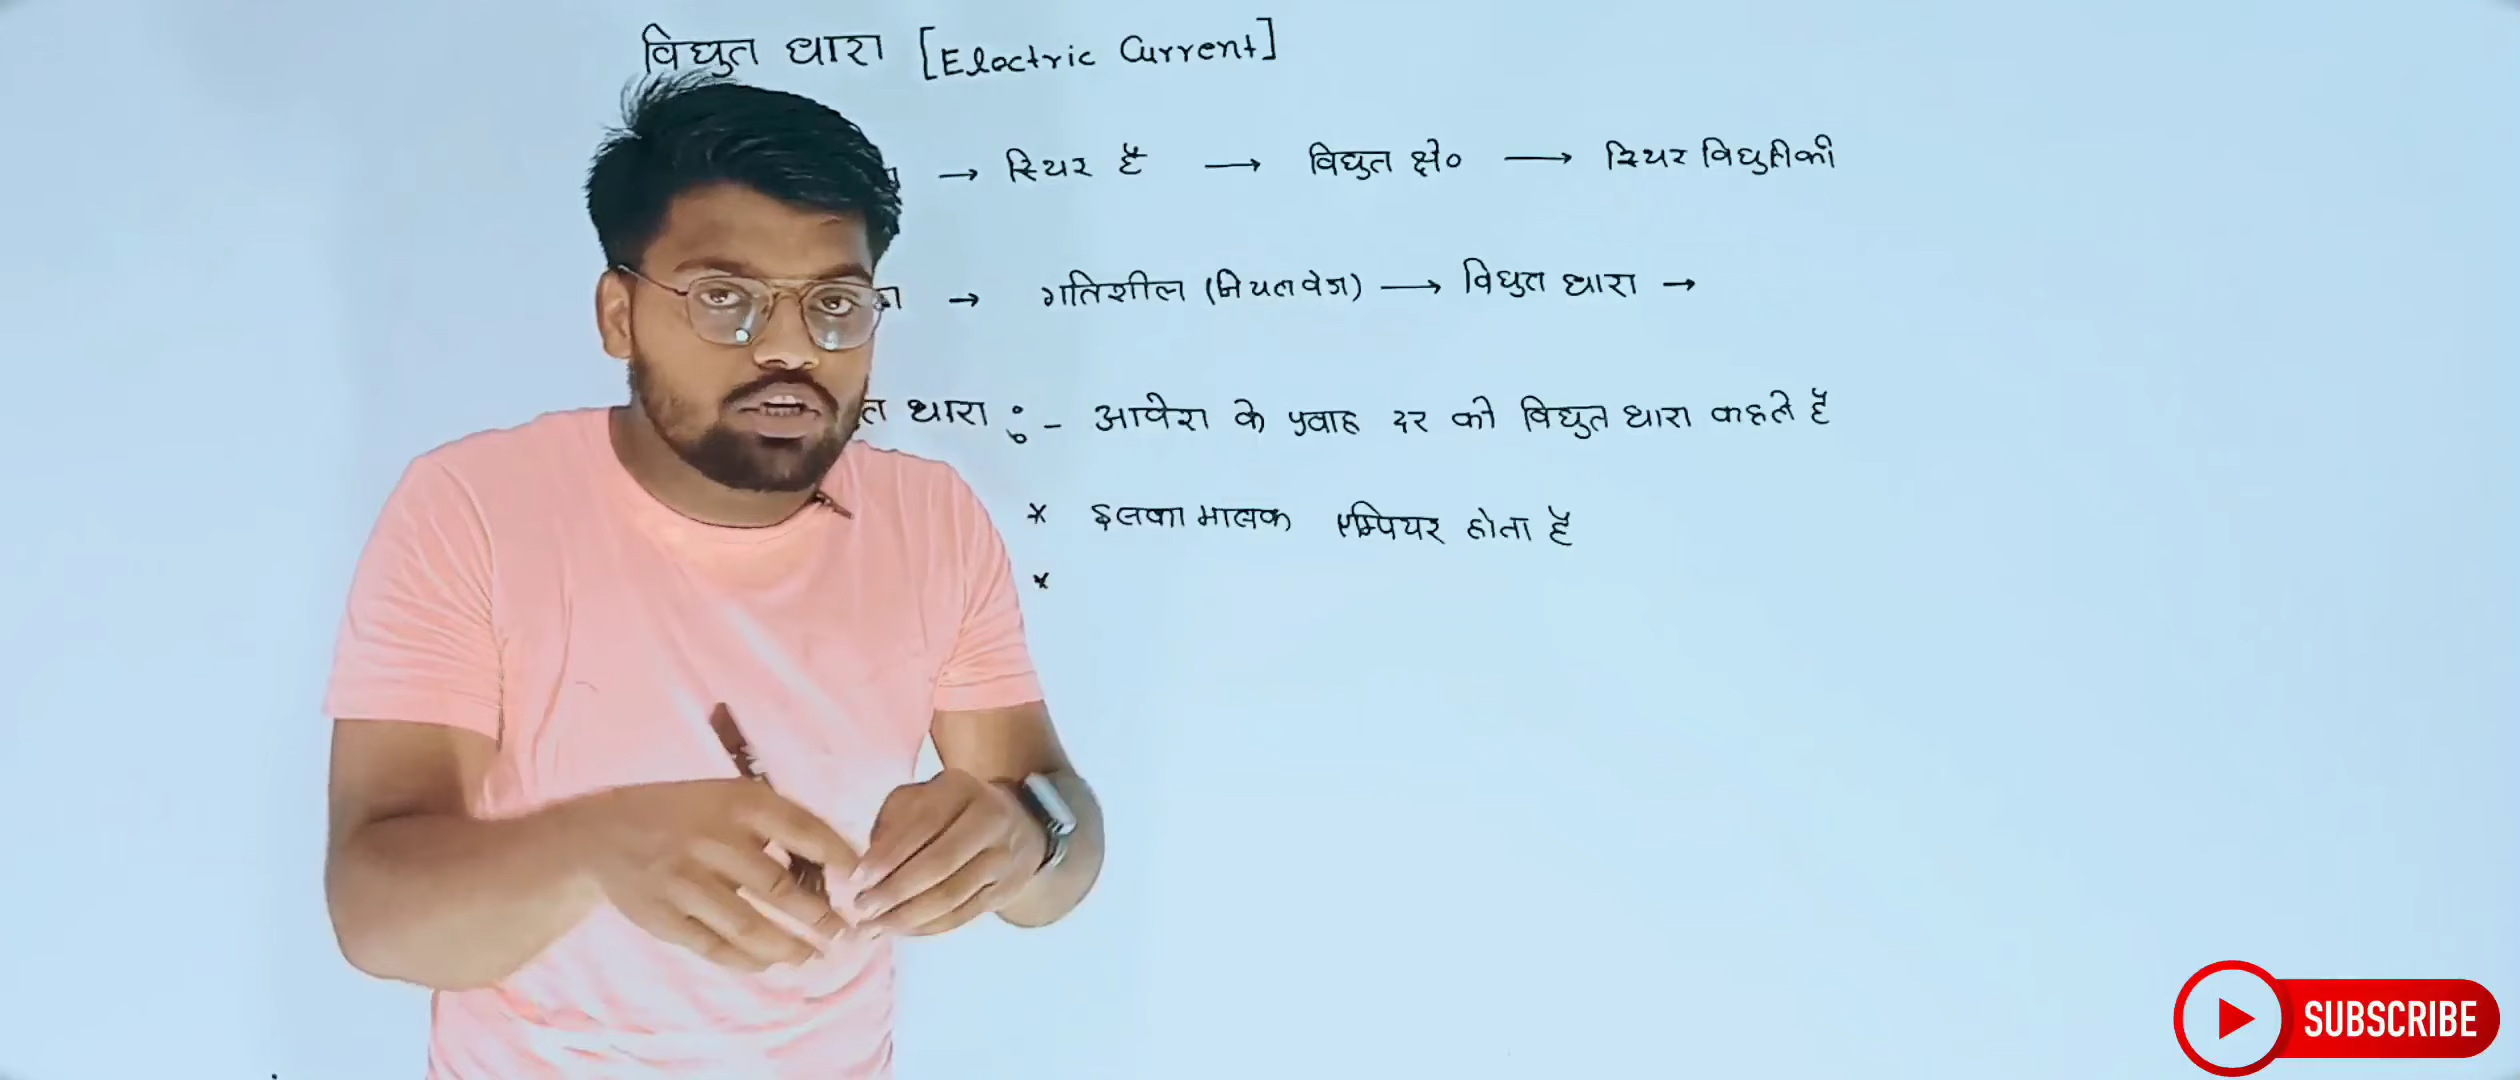 विद्युत धारा [Electric Current]
→ स्थिर है → विद्युत क्षे० → स्थिर विद्युतिकी
→ गतिशील (नियतवेग) → विद्युत धारा →
त धारा :- आवेश के प्रवाह दर को विद्युत धारा कहते है
* इसका मात्रक एम्पियर होता है
*
SUBSCRIBE